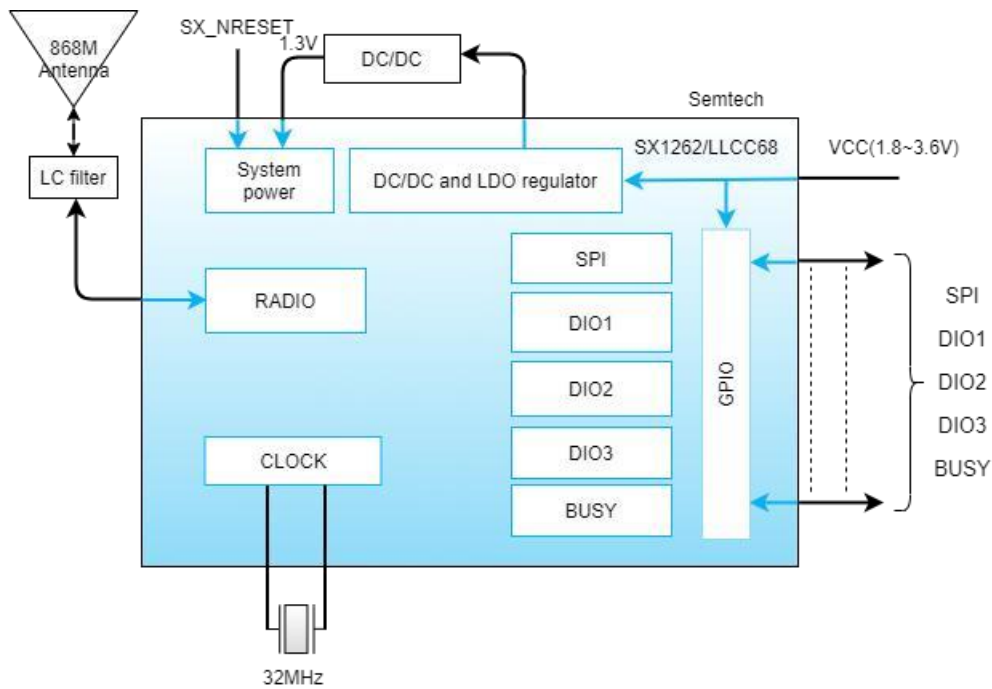 SX_NRESET
868M
Antenna
1.3V
DC/DC
Semtech
LC filter
System
power
DC/DC and LDO regulator
SX1262/LLCC68
VCC(1.8~3.6V)
SPI
RADIO
DIO1
DIO2
DIO3
BUSY
GPIO
SPI
DIO1
DIO2
DIO3
BUSY
CLOCK
32MHz